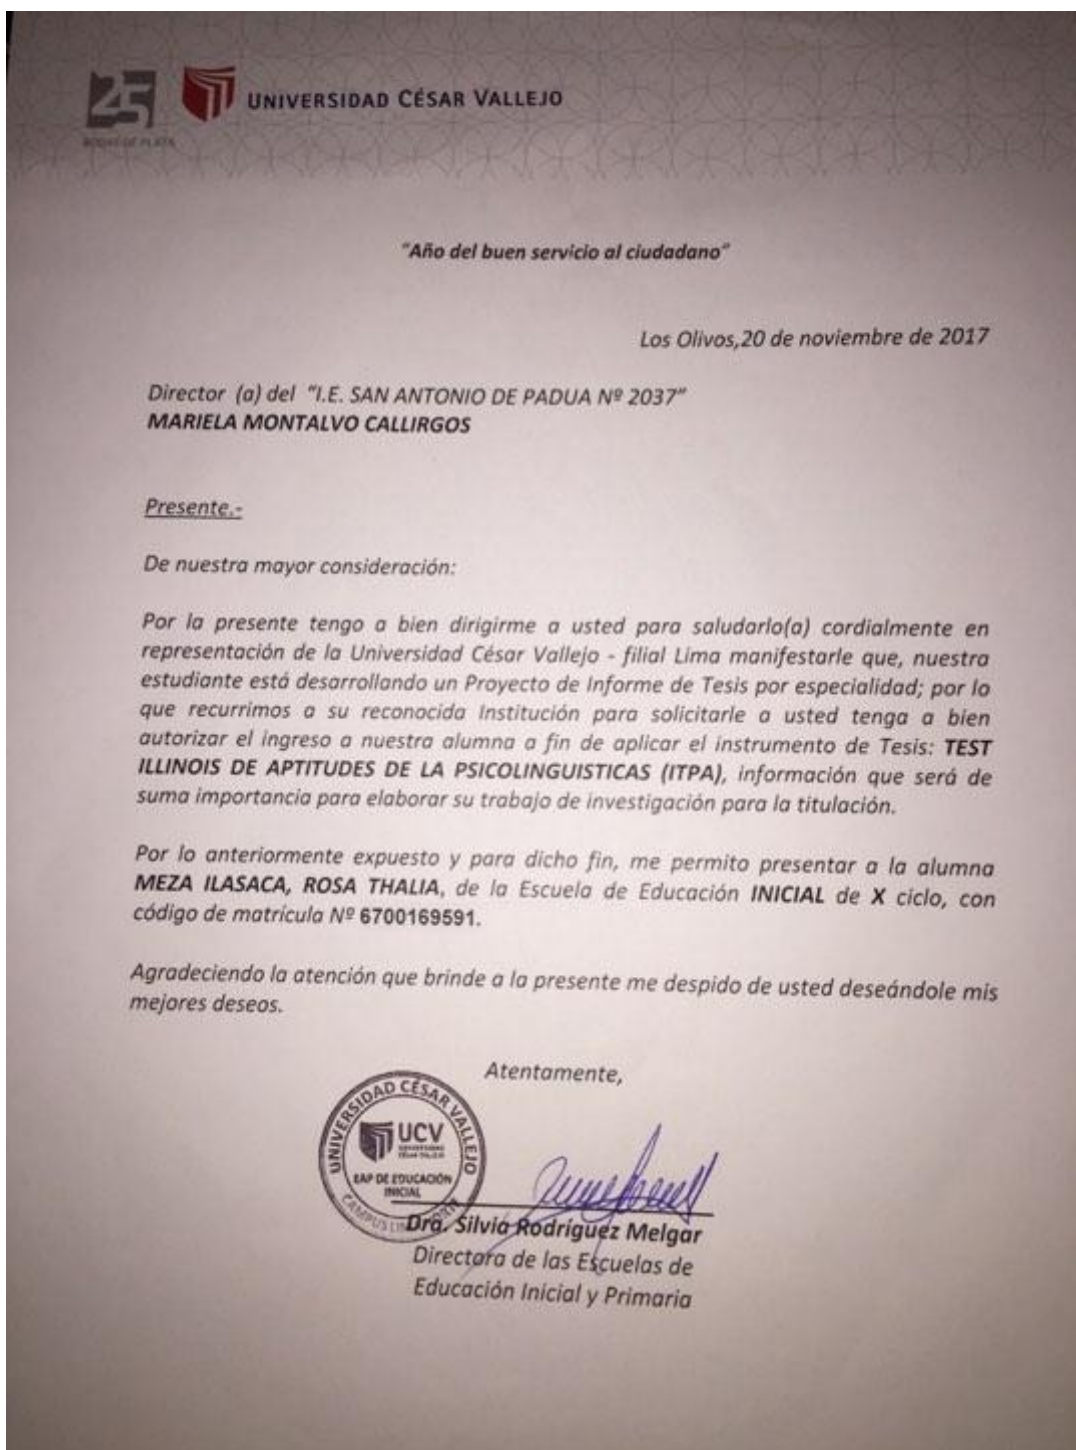 25
BODAS DE PLATA
UNIVERSIDAD CÉSAR VALLEJO
"Año del buen servicio al ciudadano"
Los Olivos,20 de noviembre de 2017
Director (a) del "I.E. SAN ANTONIO DE PADUA Nº 2037"
MARIELA MONTALVO CALLIRGOS
Presente.-
De nuestra mayor consideración:
Por la presente tengo a bien dirigirme a usted para saludarlo(a) cordialmente en
representación de la Universidad César Vallejo - filial Lima manifestarle que, nuestra
estudiante está desarrollando un Proyecto de Informe de Tesis por especialidad; por lo
que recurrimos a su reconocida Institución para solicitarle a usted tenga a bien
autorizar el ingreso a nuestra alumna a fin de aplicar el instrumento de Tesis: TEST
ILLINOIS DE APTITUDES DE LA PSICOLINGUISTICAS (ITPA), información que será de
suma importancia para elaborar su trabajo de investigación para la titulación.
Por lo anteriormente expuesto y para dicho fin, me permito presentar a la alumna
MEZA ILASACA, ROSA THALIA, de la Escuela de Educación INICIAL de X ciclo, con
código de matrícula Nº 6700169591.
Agradeciendo la atención que brinde a la presente me despido de usted deseándole mis
mejores deseos.
Atentamente,
UNIVERSIDAD CÉSAR VALLEJO
UCV
UNIVERSIDAD
CÉSAR VALLEJO
EAP DE EDUCACIÓN
INICIAL
CAMPUS
Dra. Silvia Rodríguez Melgar
Directora de las Escuelas de
Educación Inicial y Primaria